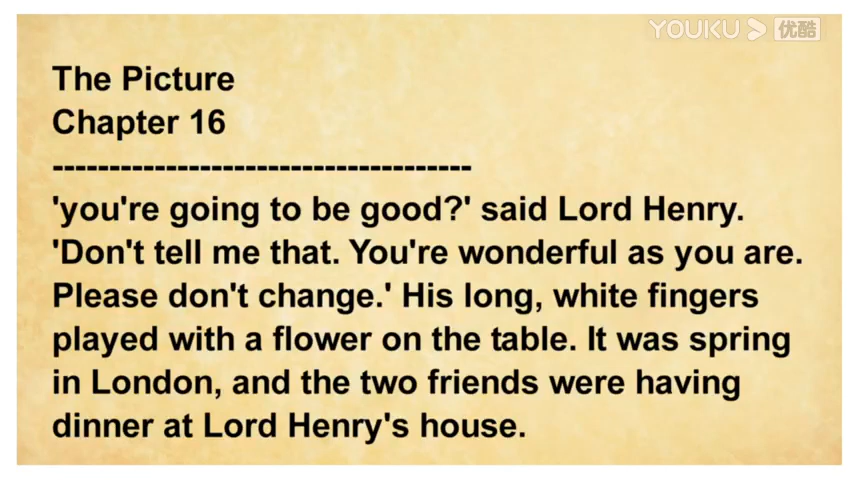 YOUKU 优酷
The Picture
Chapter 16
-------------------------------------
'you're going to be good?' said Lord Henry.
'Don't tell me that. You're wonderful as you are.
Please don't change.' His long, white fingers
played with a flower on the table. It was spring
in London, and the two friends were having
dinner at Lord Henry's house.